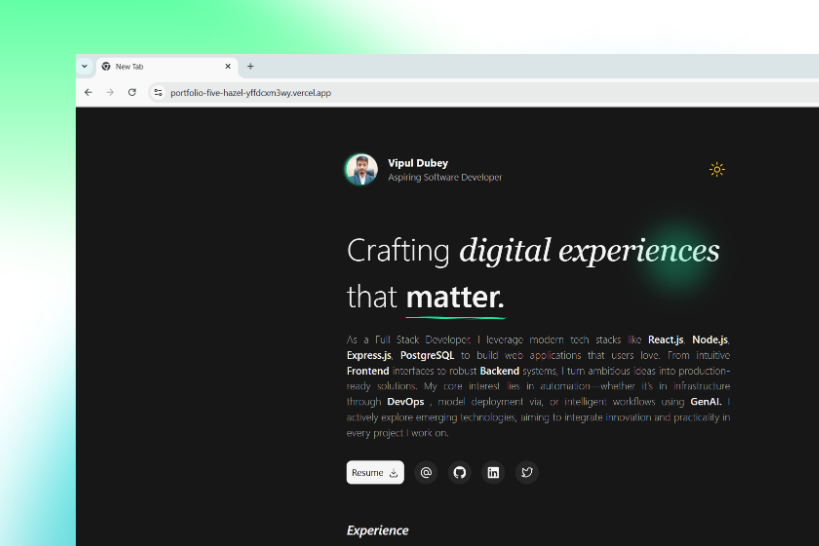 New Tab
portfolio-five-hazel-yffdcxm3wy.vercel.app
Vipul Dubey
Aspiring Software Developer
Crafting digital experiences
that matter.
As a Full Stack Developer, I leverage modern tech stacks like React.js, Node.js,
Express.js, PostgreSQL to build web applications that users love. From intuitive
Frontend interfaces to robust Backend systems, I turn ambitious ideas into production-
ready solutions. My core interest lies in automation—whether it's in infrastructure
through DevOps , model deployment via, or intelligent workflows using GenAI. I
actively explore emerging technologies, aiming to integrate innovation and practicality in
every project I work on.
Resume
Experience